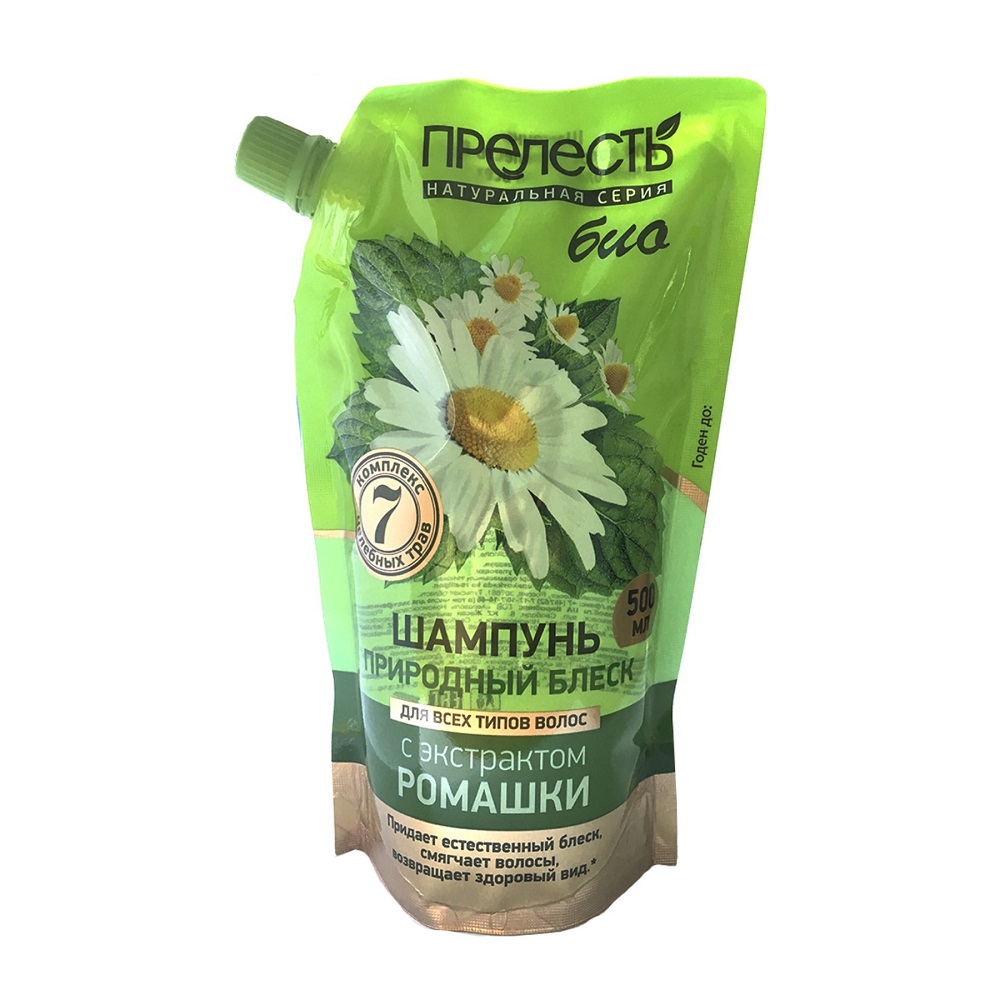 ПРЕЛЕСТЬ
НАТУРАЛЬНАЯ СЕРИЯ
био
Годен до:
комплекс
7
целебных трав
500
мл
ШАМПУНЬ
ПРИРОДНЫЙ БЛЕСК
ДЛЯ ВСЕХ ТИПОВ ВОЛОС
С ЭКСТРАКТОМ
РОМАШКИ
Придает естественный блеск,
смягчает волосы,
возвращает здоровый вид.*